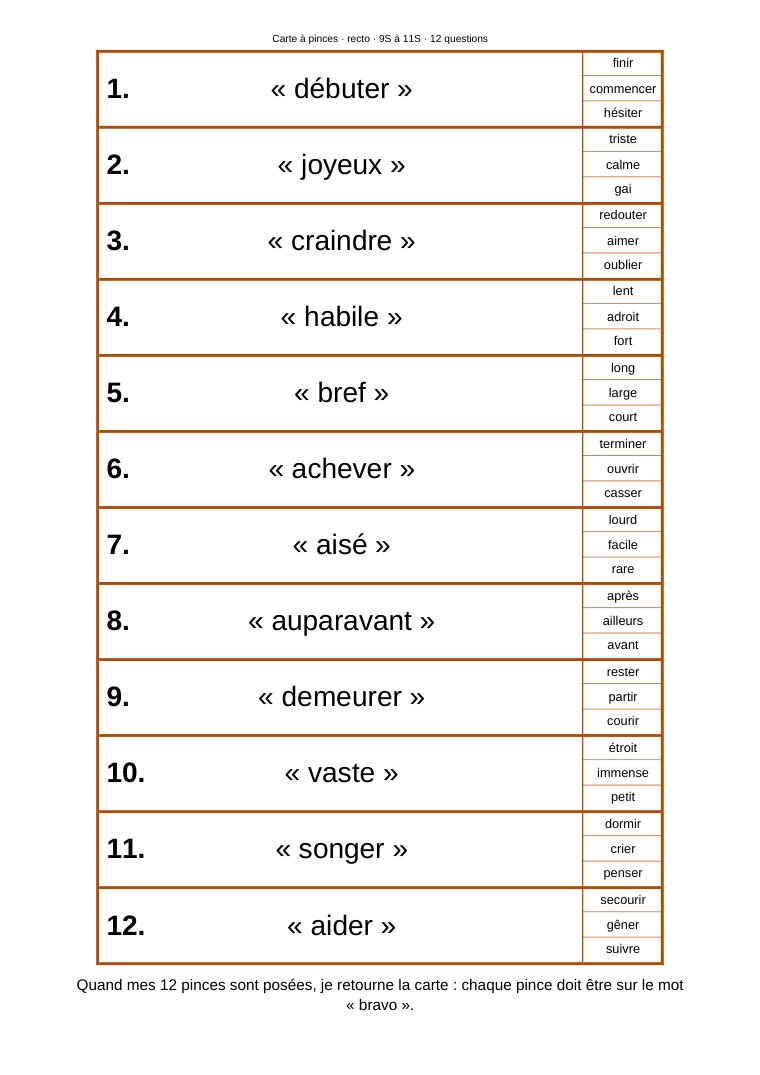 Carte à pinces · recto · 9S à 11S · 12 questions
1.
« débuter »
finir
commencer
hésiter
2.
« joyeux »
triste
calme
gai
3.
« craindre »
redouter
aimer
oublier
4.
« habile »
lent
adroit
fort
5.
« bref »
long
large
court
6.
« achever »
terminer
ouvrir
casser
7.
« aisé »
lourd
facile
rare
8.
« auparavant »
après
ailleurs
avant
9.
« demeurer »
rester
partir
courir
10.
« vaste »
étroit
immense
petit
11.
« songer »
dormir
crier
penser
12.
« aider »
secourir
gêner
suivre
Quand mes 12 pinces sont posées, je retourne la carte : chaque pince doit être sur le mot
« bravo ».